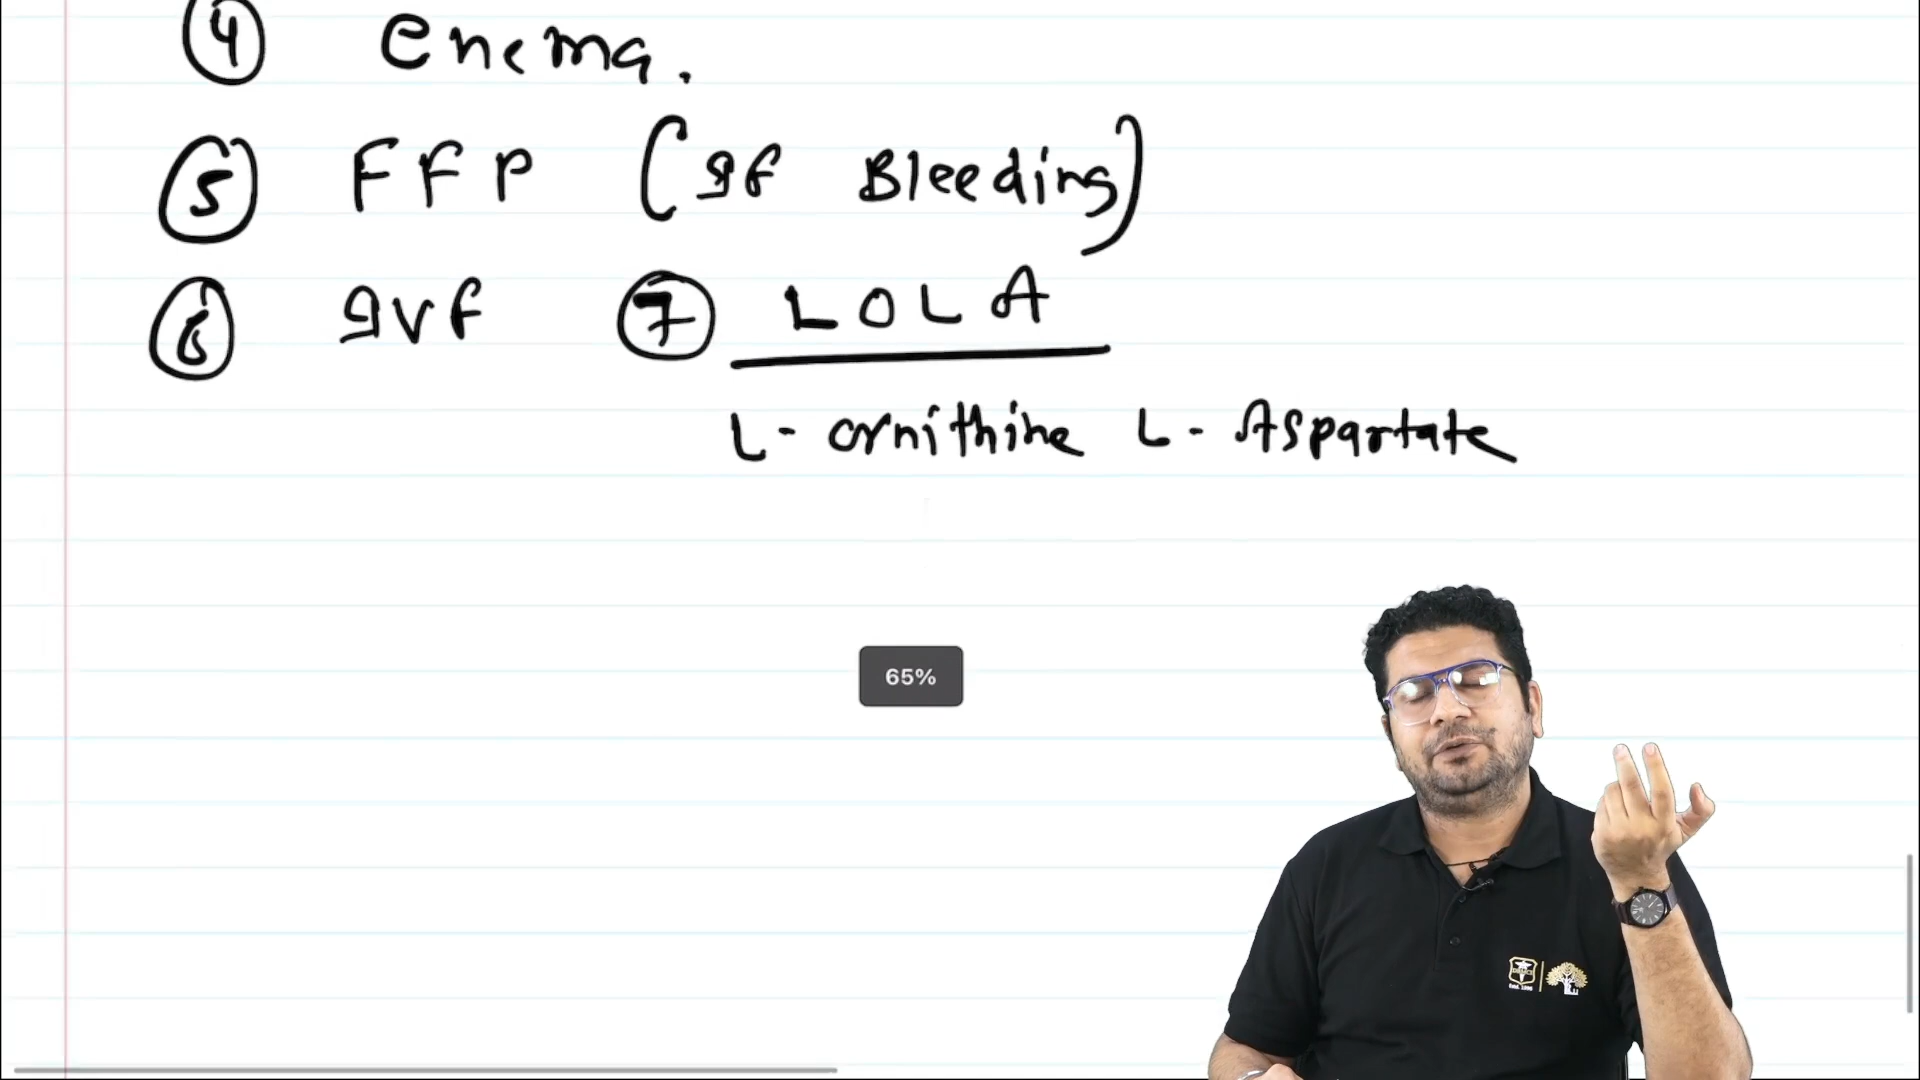 4 Enema.
5 FFP (If Bleeding)
6 IVF 7 LOLA
L- ornithine L- Aspartate
65%